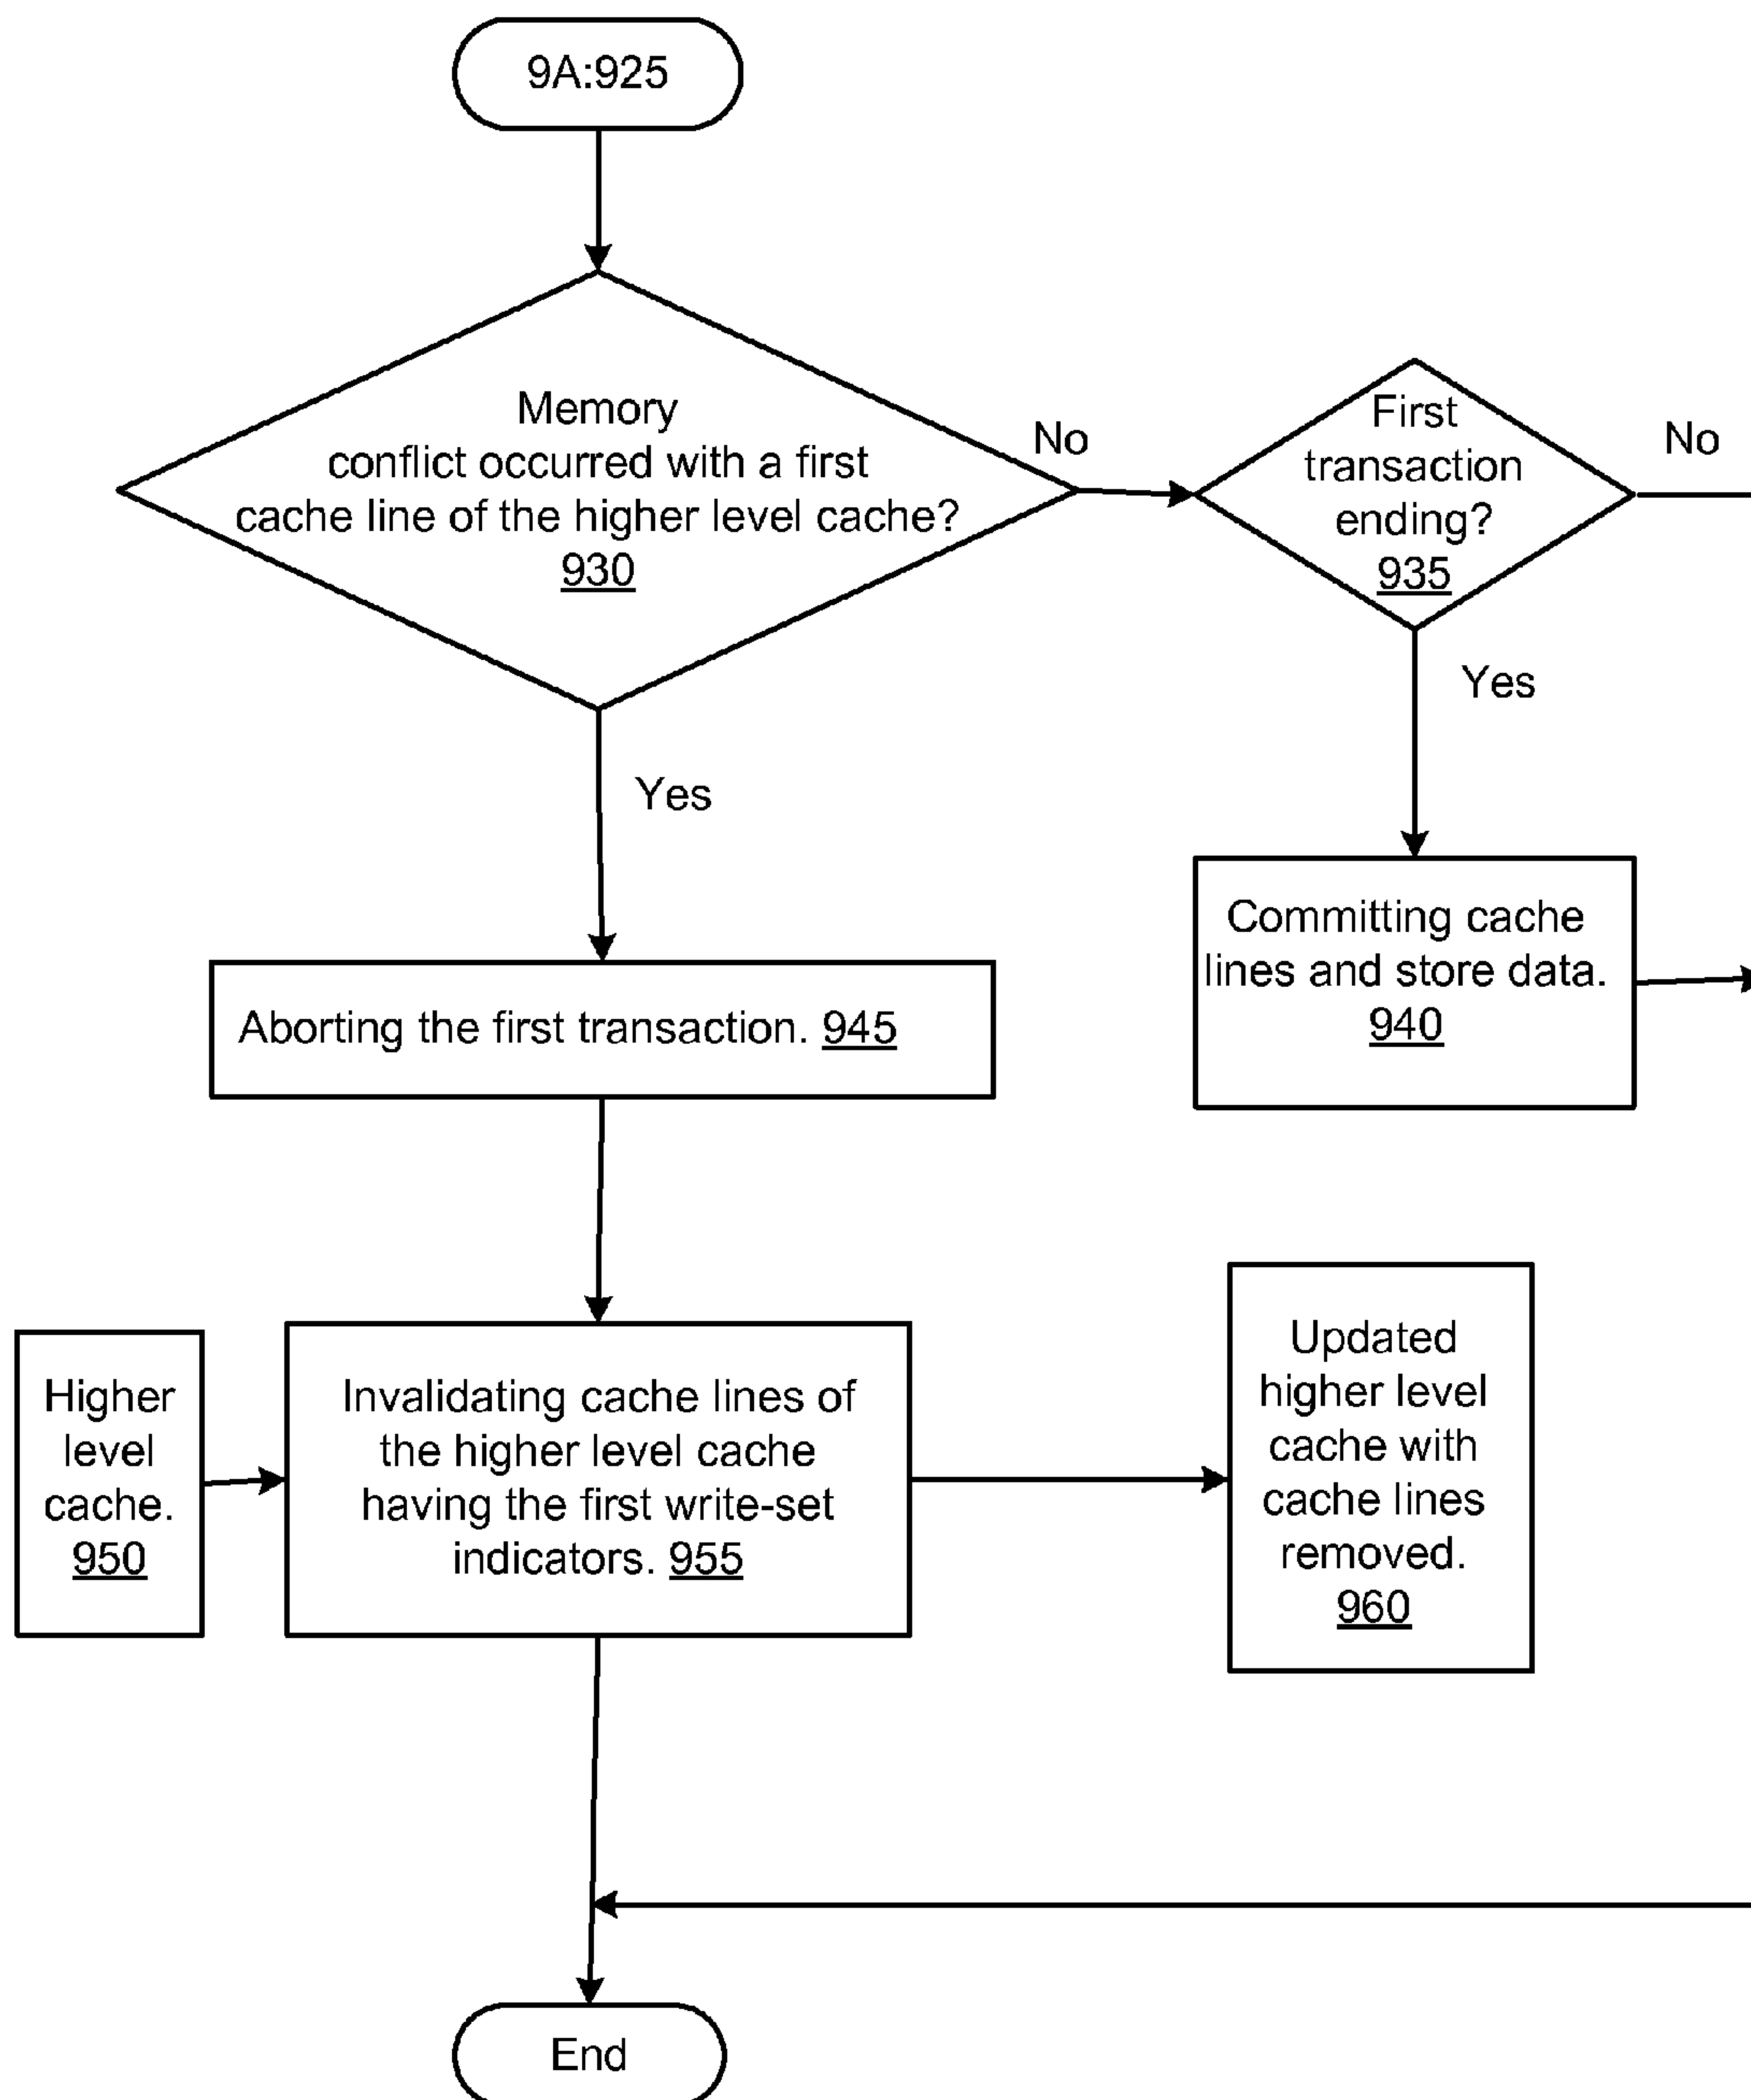 9A:925
Memory
conflict occurred with a first
cache line of the higher level cache?
930
No
First
transaction
ending?
935
No
Yes
Yes
Committing cache
lines and store data.
940
Aborting the first transaction. 945
Higher
level
cache.
950
Invalidating cache lines of
the higher level cache
having the first write-set
indicators. 955
Updated
higher level
cache with
cache lines
removed.
960
End